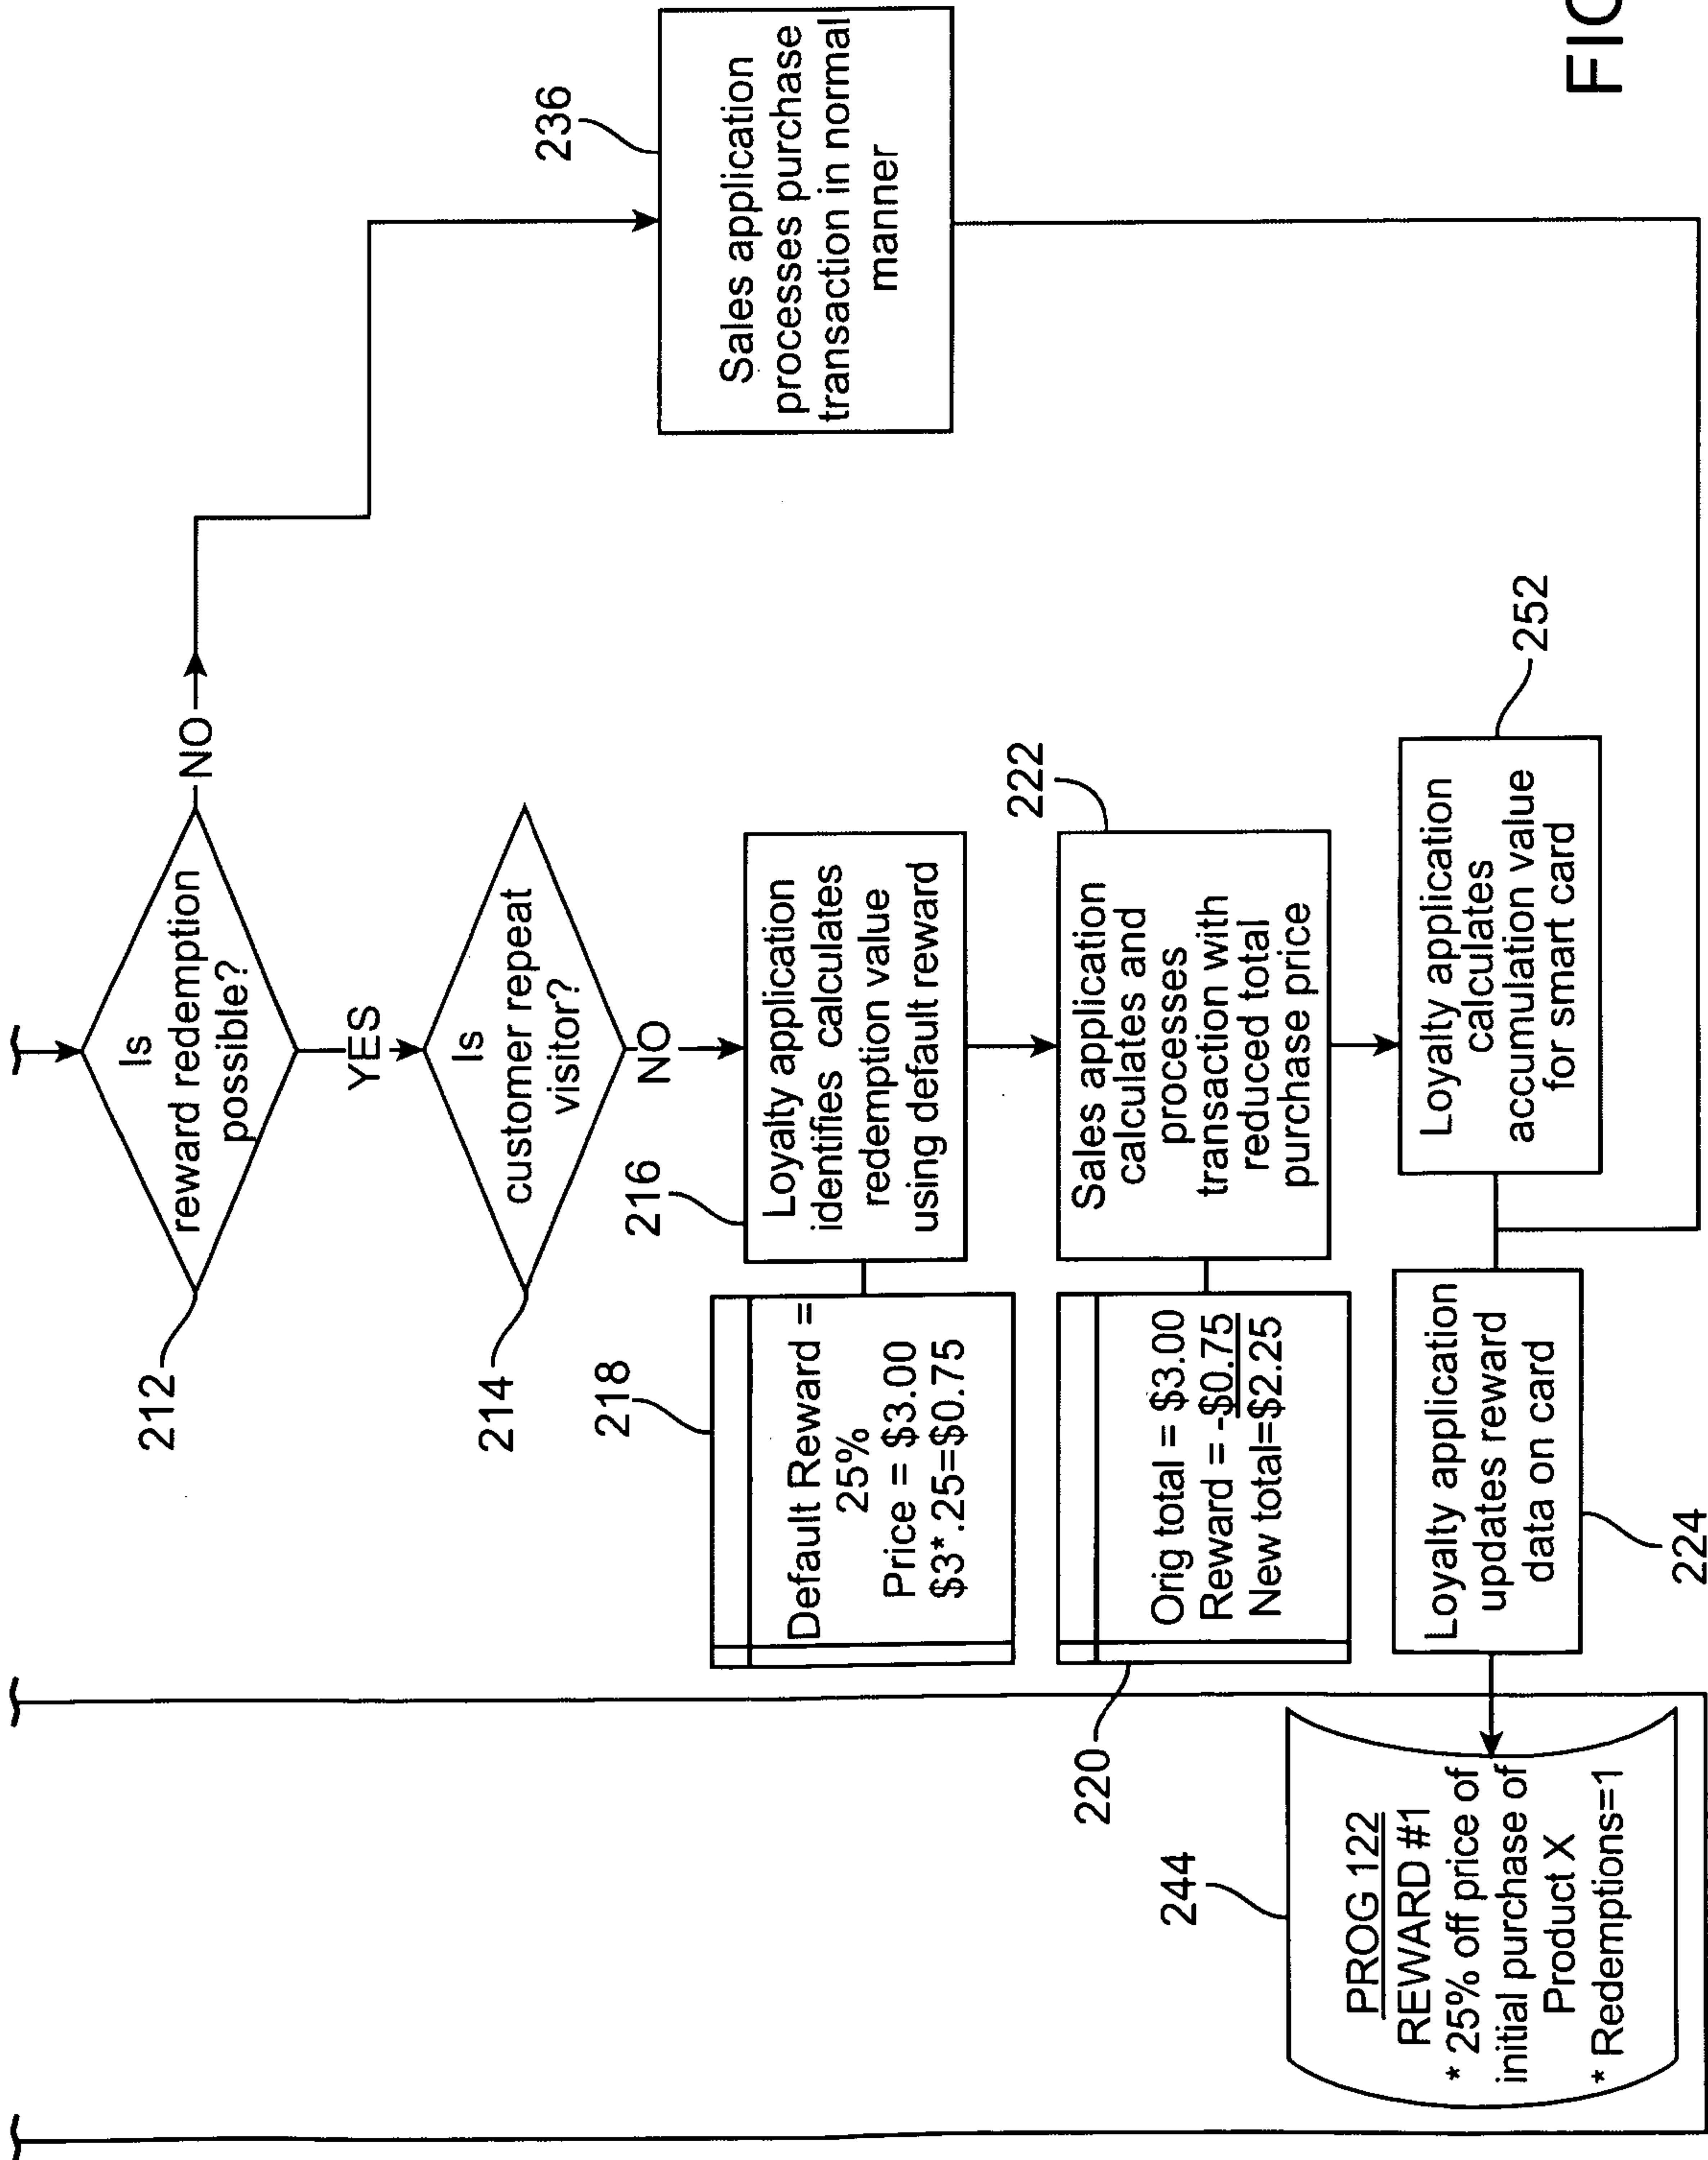 Is
reward redemption
possible?
212
NO
YES
Is
customer repeat
visitor?
214
NO
236
Sales application
processes purchase
transaction in normal
manner
216
Loyalty application
identifies calculates
redemption value
using default reward
218
Default Reward =
25%
Price = $3.00
$3*.25=$0.75
222
Sales application
calculates and
processes
transaction with
reduced total
purchase price
220
Orig total = $3.00
Reward = -$0.75
New total=$2.25
252
Loyalty application
calculates
accumulation value
for smart card
Loyalty application
updates reward
data on card
224
244
PROG 122
REWARD #1
* 25% off price of
initial purchase of
Product X
* Redemptions=1